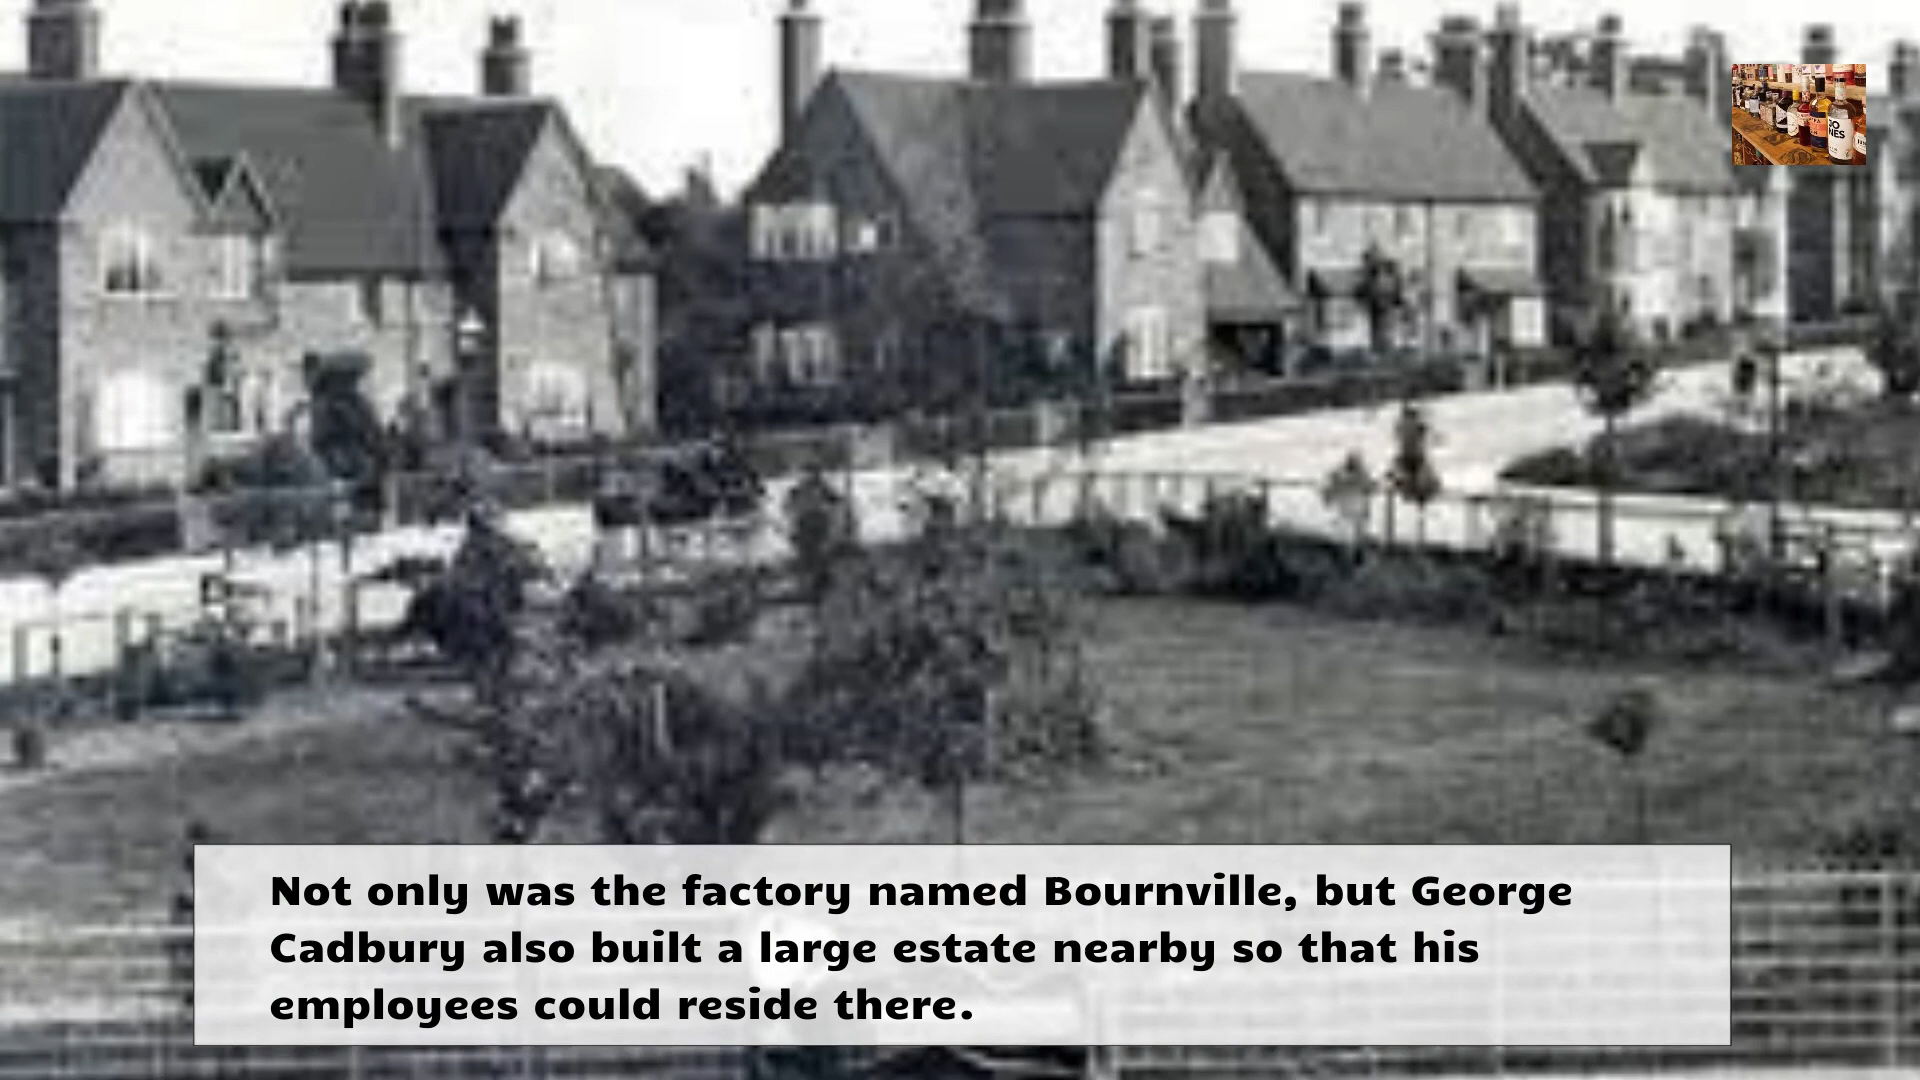 Not only was the factory named Bournville, but George
Cadbury also built a large estate nearby so that his
employees could reside there.